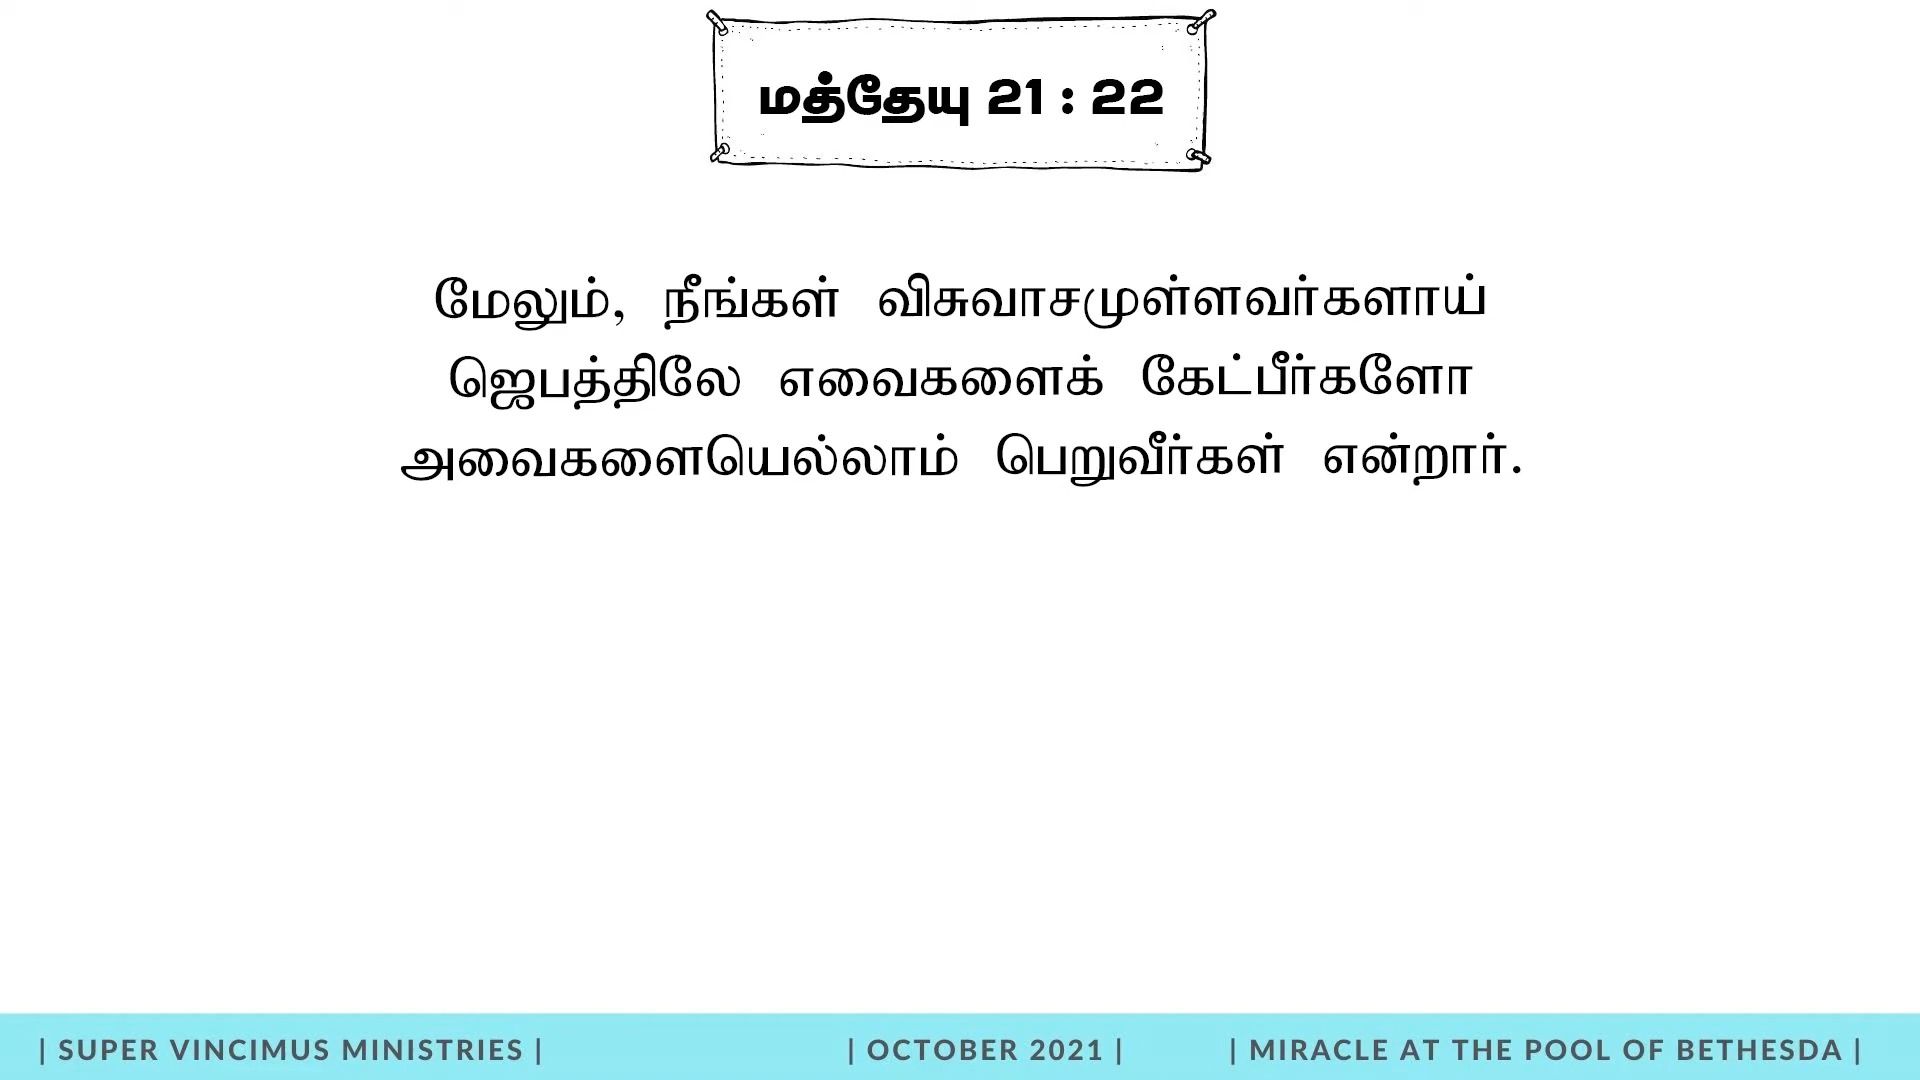 மத்தேயு 21 : 22
மேலும், நீங்கள் விசுவாசமுள்ளவர்களாய்
ஜெபத்திலே எவைகளைக் கேட்பீர்களோ
அவைகளையெல்லாம் பெறுவீர்கள் என்றார்.
| SUPER VINCIMUS MINISTRIES | | OCTOBER 2021 | | MIRACLE AT THE POOL OF BETHESDA |